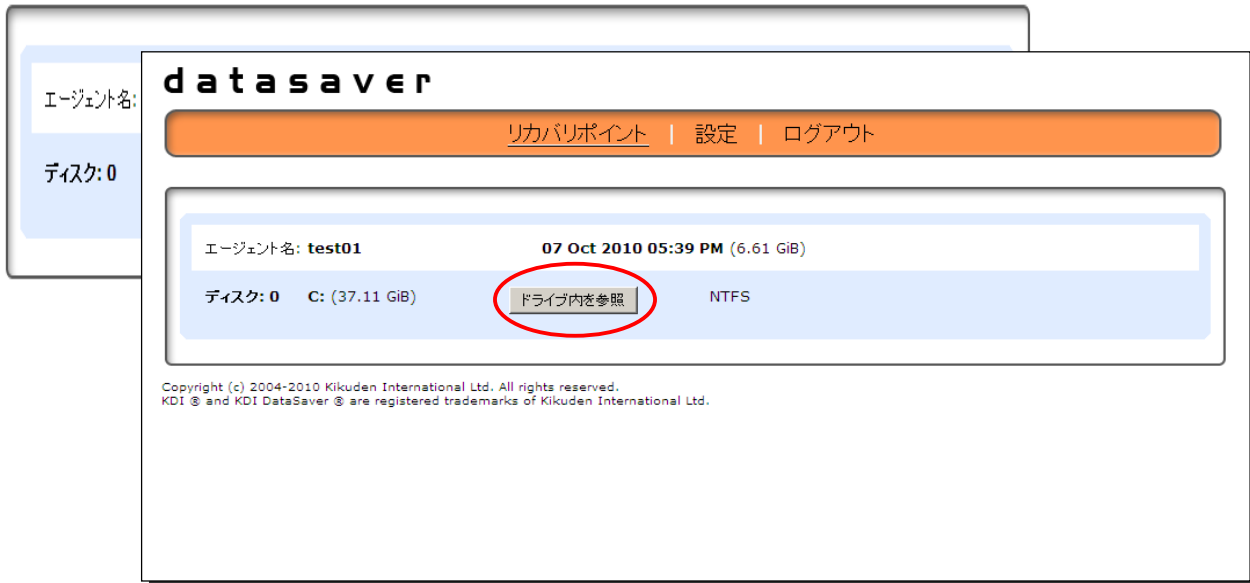 エージェント名:
ディスク: 0
datasaver
リカバリポイント | 設定 | ログアウト
エージェント名: test01 07 Oct 2010 05:39 PM (6.61 GiB)
ディスク: 0 C: (37.11 GiB) ドライブ内を参照 NTFS
Copyright (c) 2004-2010 Kikuden International Ltd. All rights reserved.
KDI ® and KDI DataSaver ® are registered trademarks of Kikuden International Ltd.